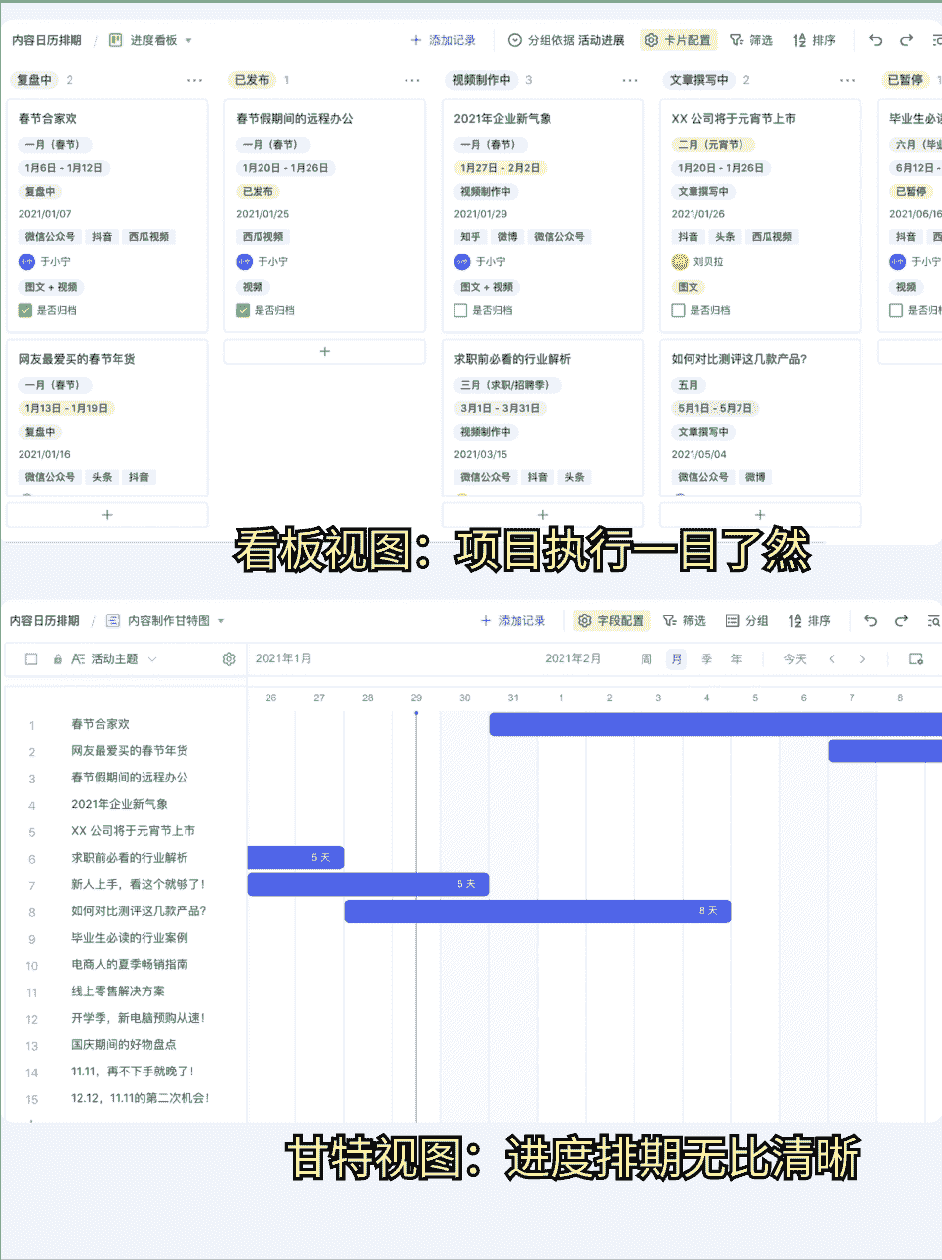 内容日历排期 / 进度看板 添加记录 分组依据 活动进展 卡片配置 筛选 排序
复盘中 2
春节合家欢
一月（春节）
1月6日 - 1月12日
复盘中
2021/01/07
微信公众号 抖音 西瓜视频
于小宁
图文 + 视频
是否归档
网友最爱买的春节年货
一月（春节）
1月13日 - 1月19日
复盘中
2021/01/16
微信公众号 头条 抖音
已发布 1
春节假期间的远程办公
一月（春节）
1月20日 - 1月26日
已发布
2021/01/25
西瓜视频
于小宁
视频
是否归档
视频制作中 3
2021年企业新气象
一月（春节）
1月27日 - 2月2日
视频制作中
2021/01/29
知乎 微博 微信公众号
于小宁
图文 + 视频
是否归档
求职前必看的行业解析
三月（求职/招聘季）
3月1日 - 3月31日
视频制作中
2021/03/15
微信公众号 抖音 头条
文章撰写中 2
XX 公司将于元宵节上市
二月（元宵节）
1月20日 - 1月26日
文章撰写中
2021/01/26
抖音 头条 西瓜视频
刘贝拉
图文
是否归档
如何对比测评这几款产品?
五月
5月1日 - 5月7日
文章撰写中
2021/05/04
微信公众号 微博
已暂停
毕业生必
六月（毕
6月12日 -
已暂停
2021/06/16
抖音
于小宁
视频
是否归
看板视图：项目执行一目了然
内容日历排期 / 内容制作甘特图 添加记录 字段配置 筛选 分组 排序
活动主题 2021年1月 2021年2月 周 月 季 年 今天
26 27 28 29 30 31 1 2 3 4 5 6 7 8
1 春节合家欢
2 网友最爱买的春节年货
3 春节假期间的远程办公
4 2021年企业新气象
5 XX 公司将于元宵节上市
6 求职前必看的行业解析 5 天
7 新人上手，看这个就够了! 5 天
8 如何对比测评这几款产品? 8 天
9 毕业生必读的行业案例
10 电商人的夏季畅销指南
11 线上零售解决方案
12 开学季，新电脑预购从速!
13 国庆期间的好物盘点
14 11.11，再不下手就晚了!
15 12.12，11.11的第二次机会!
甘特视图：进度排期无比清晰